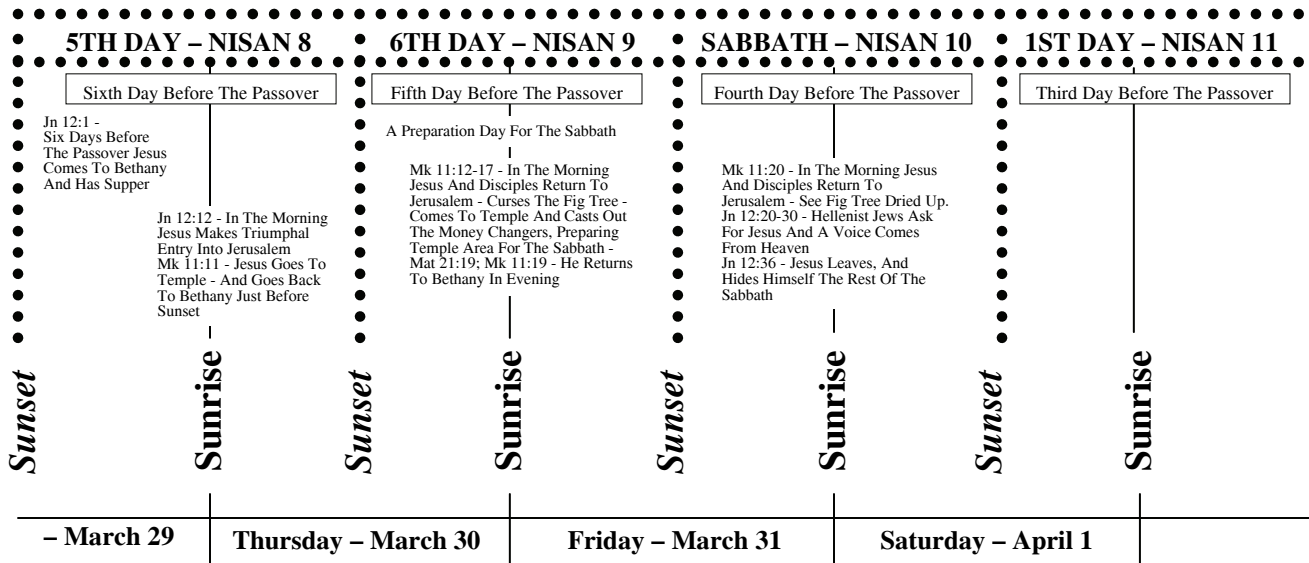 5TH DAY – NISAN 8
6TH DAY – NISAN 9
SABBATH – NISAN 10
1ST DAY – NISAN 11
Sixth Day Before The Passover
Fifth Day Before The Passover
Fourth Day Before The Passover
Third Day Before The Passover
Jn 12:1 -
Six Days Before
The Passover Jesus
Comes To Bethany
And Has Supper
Jn 12:12 - In The Morning
Jesus Makes Triumphal
Entry Into Jerusalem
Mk 11:11 - Jesus Goes To
Temple - And Goes Back
To Bethany Just Before
Sunset
A Preparation Day For The Sabbath
Mk 11:12-17 - In The Morning
Jesus And Disciples Return To
Jerusalem - Curses The Fig Tree -
Comes To Temple And Casts Out
The Money Changers, Preparing
Temple Area For The Sabbath -
Mat 21:19; Mk 11:19 - He Returns
To Bethany In Evening
Mk 11:20 - In The Morning Jesus
And Disciples Return To
Jerusalem - See Fig Tree Dried Up.
Jn 12:20-30 - Hellenist Jews Ask
For Jesus And A Voice Comes
From Heaven
Jn 12:36 - Jesus Leaves, And
Hides Himself The Rest Of The
Sabbath
Sunset
Sunrise
Sunset
Sunrise
Sunset
Sunrise
Sunset
Sunrise
– March 29
Thursday – March 30
Friday – March 31
Saturday – April 1